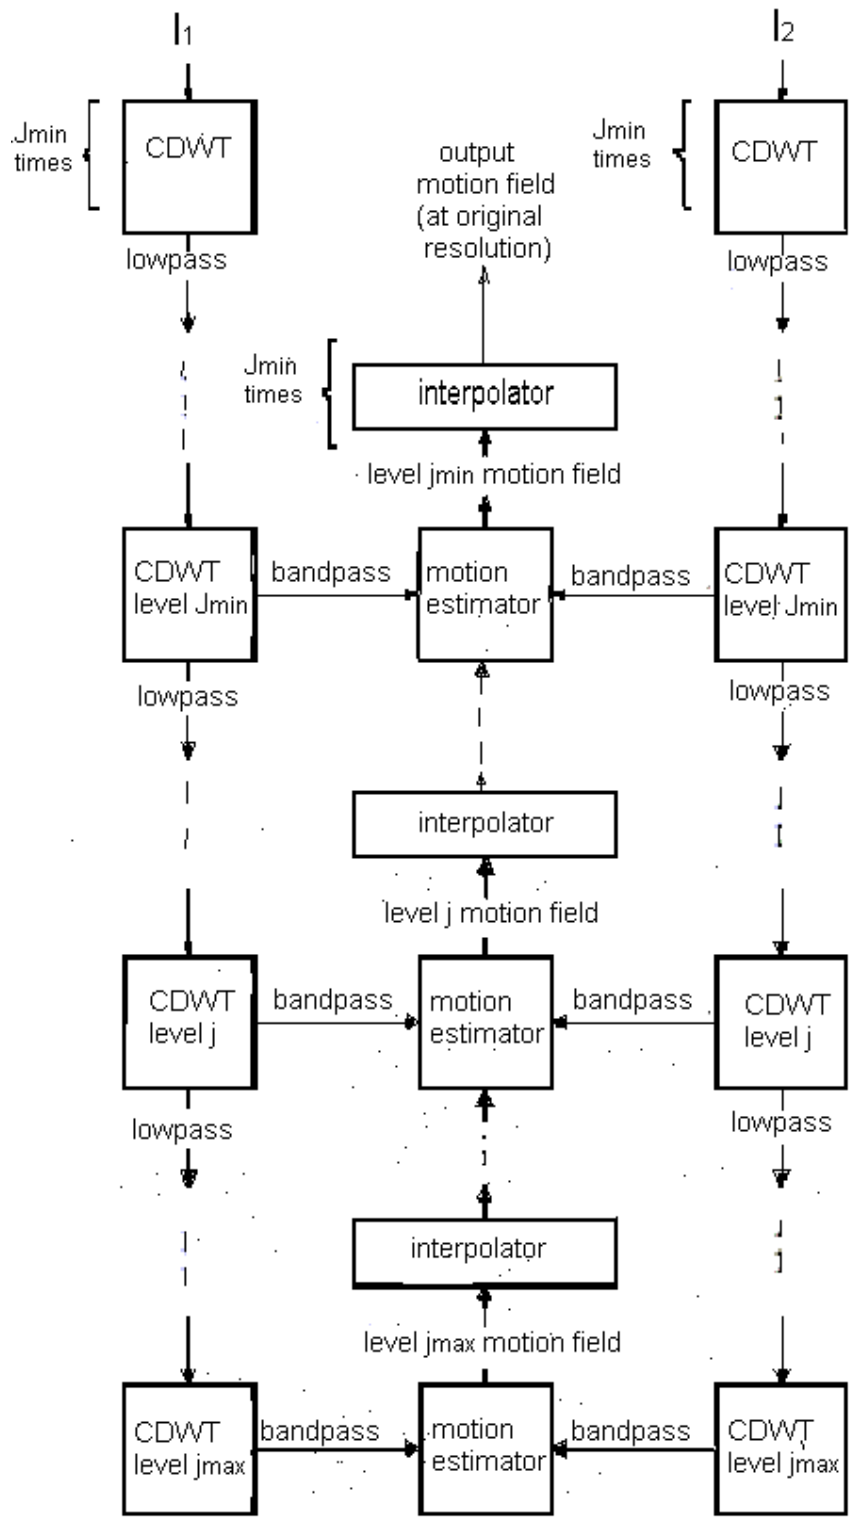 I1
I2
Jmin
times
CDWT
output
motion field
(at original
resolution)
Jmin
times
CDWT
lowpass
lowpass
Jmin
times
interpolator
level jmin motion field
CDWT
level Jmin
bandpass
motion
estimator
bandpass
CDWT
level Jmin
lowpass
lowpass
interpolator
level j motion field
CDWT
level j
bandpass
motion
estimator
bandpass
CDWT
level j
lowpass
lowpass
interpolator
level jmax motion field
CDWT
level jmax
bandpass
motion
estimator
bandpass
CDWT
level jmax